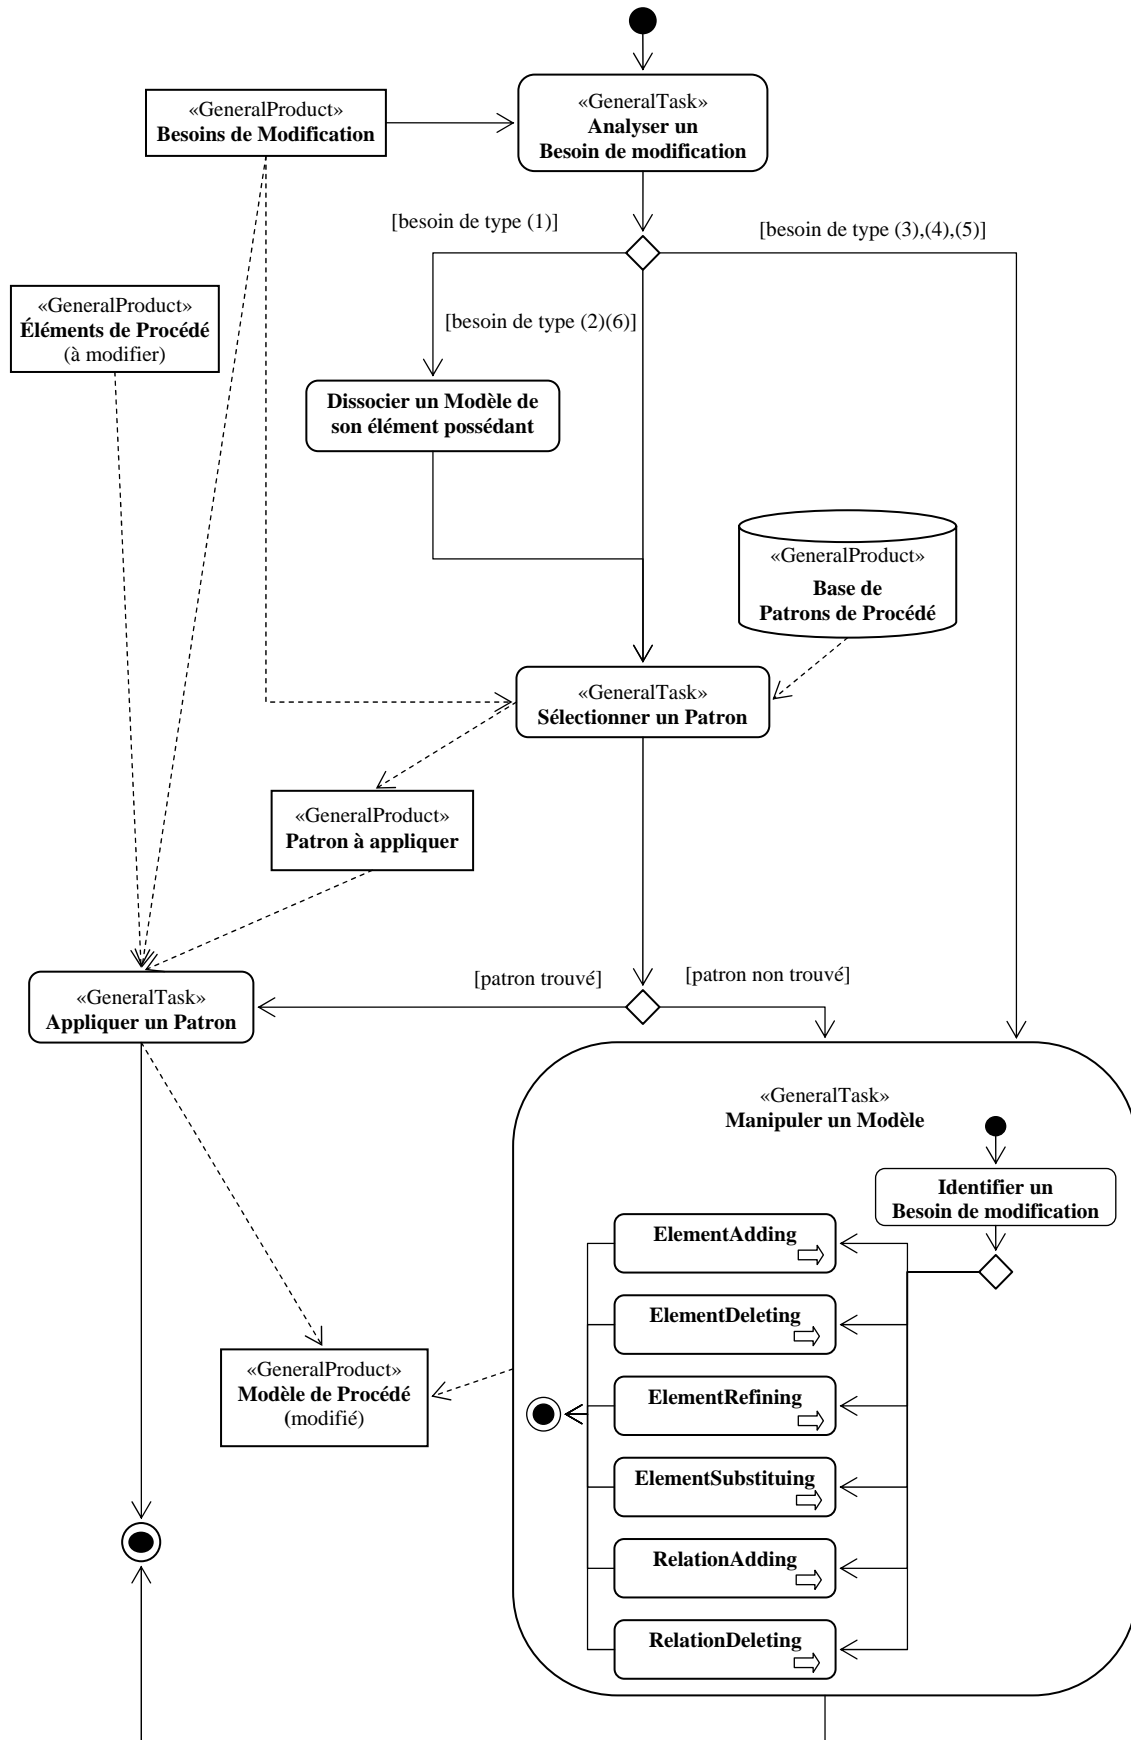 «GeneralProduct»
Besoins de Modification
«GeneralTask»
Analyser un
Besoin de modification
[besoin de type (1)]
[besoin de type (3),(4),(5)]
«GeneralProduct»
Éléments de Procédé
(à modifier)
[besoin de type (2)(6)]
Dissocier un Modèle de
son élément possédant
«GeneralProduct»
Base de
Patrons de Procédé
«GeneralTask»
Sélectionner un Patron
«GeneralProduct»
Patron à appliquer
[patron trouvé]
[patron non trouvé]
«GeneralTask»
Appliquer un Patron
«GeneralTask»
Manipuler un Modèle
Identifier un
Besoin de modification
ElementAdding
ElementDeleting
«GeneralProduct»
Modèle de Procédé
(modifié)
ElementRefining
ElementSubstituing
RelationAdding
RelationDeleting